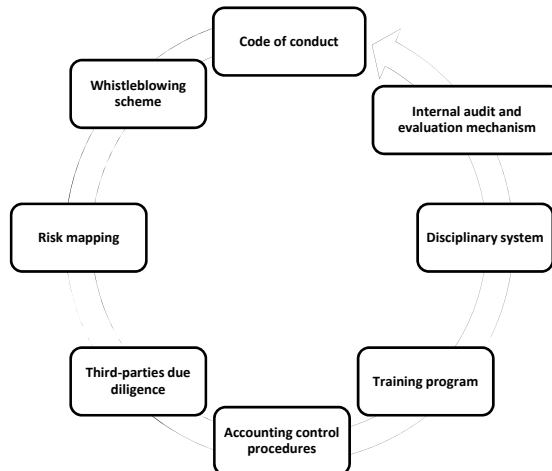 Code of conduct
Whistleblowing
scheme
Internal audit and
evaluation mechanism
Risk mapping
Disciplinary system
Third-parties due
diligence
Training program
Accounting control
procedures